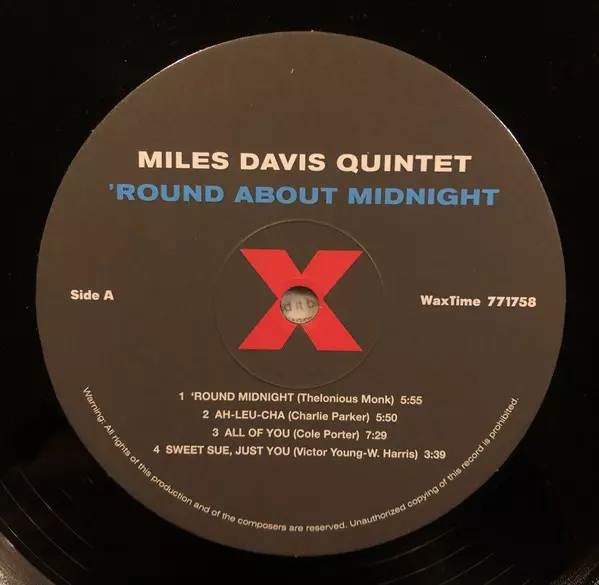 MILES DAVIS QUINTET
'ROUND ABOUT MIDNIGHT
X
Side A
WaxTime 771758
1 'ROUND MIDNIGHT (Thelonious Monk) 5:55
2 AH-LEU-CHA (Charlie Parker) 5:50
3 ALL OF YOU (Cole Porter) 7:29
4 SWEET SUE, JUST YOU (Victor Young-W. Harris) 3:39
Warning: All rights of this production and of the composers are reserved. Unauthorized copying of this record is prohibited.